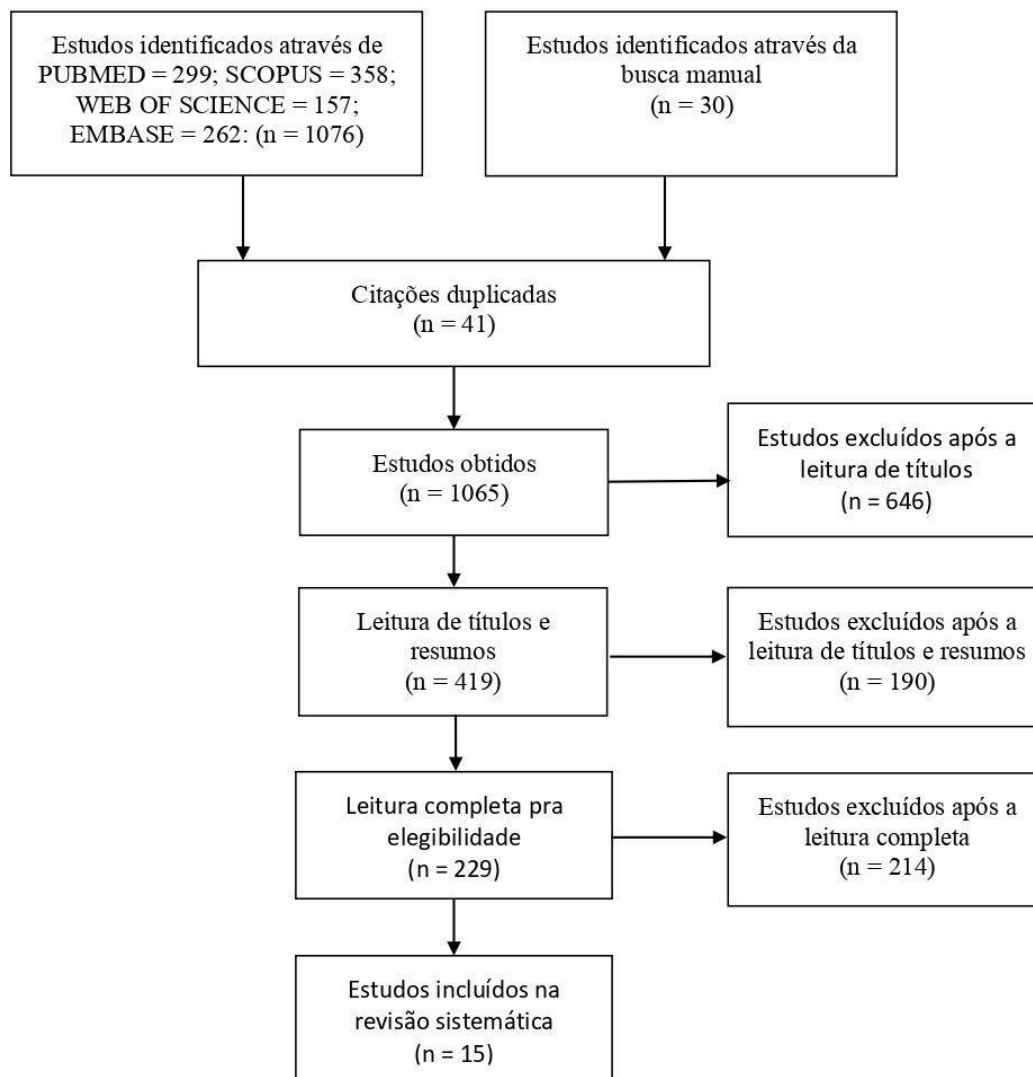 Estudos identificados através de
PUBMED = 299; SCOPUS = 358;
WEB OF SCIENCE = 157;
EMBASE = 262: (n = 1076)
Estudos identificados através da
busca manual
(n = 30)
Citações duplicadas
(n = 41)
Estudos obtidos
(n = 1065)
Estudos excluídos após a
leitura de títulos
(n = 646)
Leitura de títulos e
resumos
(n = 419)
Estudos excluídos após a
leitura de títulos e resumos
(n = 190)
Leitura completa pra
elegibilidade
(n = 229)
Estudos excluídos após a
leitura completa
(n = 214)
Estudos incluídos na
revisão sistemática
(n = 15)